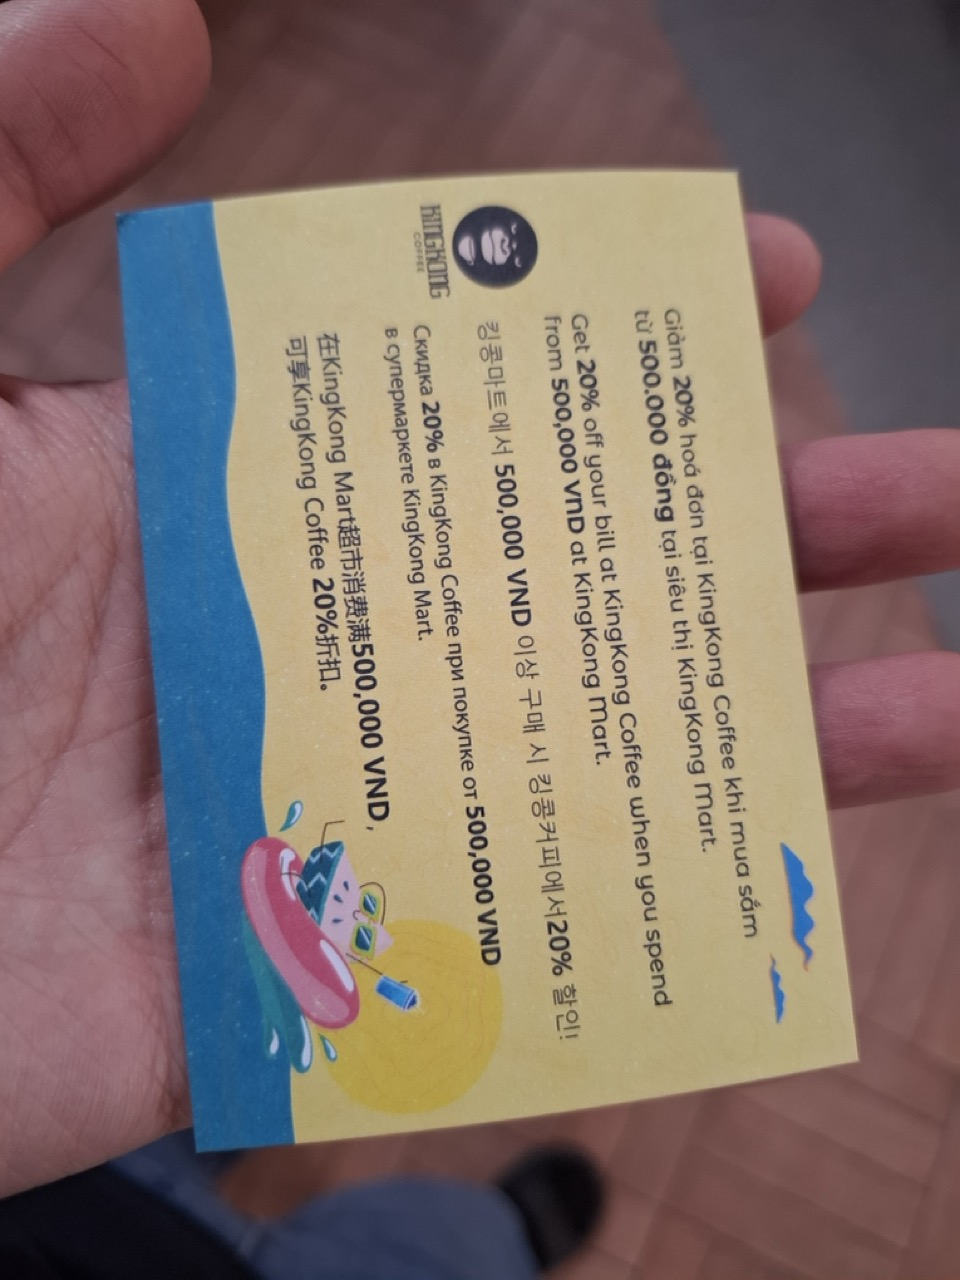 KINGKONG
COFFEE
Giảm 20% hoá đơn tại KingKong Coffee khi mua sắm
từ 500.000 đồng tại siêu thị KingKong Mart.
Get 20% off your bill at KingKong Coffee when you spend
from 500,000 VND at KingKong Mart.
킹콩마트에서 500,000 VND 이상 구매 시 킹콩커피에서20% 할인!
Скидка 20% в KingKong Coffee при покупке от 500,000 VND
в супермаркете KingKong Mart.
在KingKong Mart超市消费满500,000 VND,
可享KingKong Coffee 20%折扣。